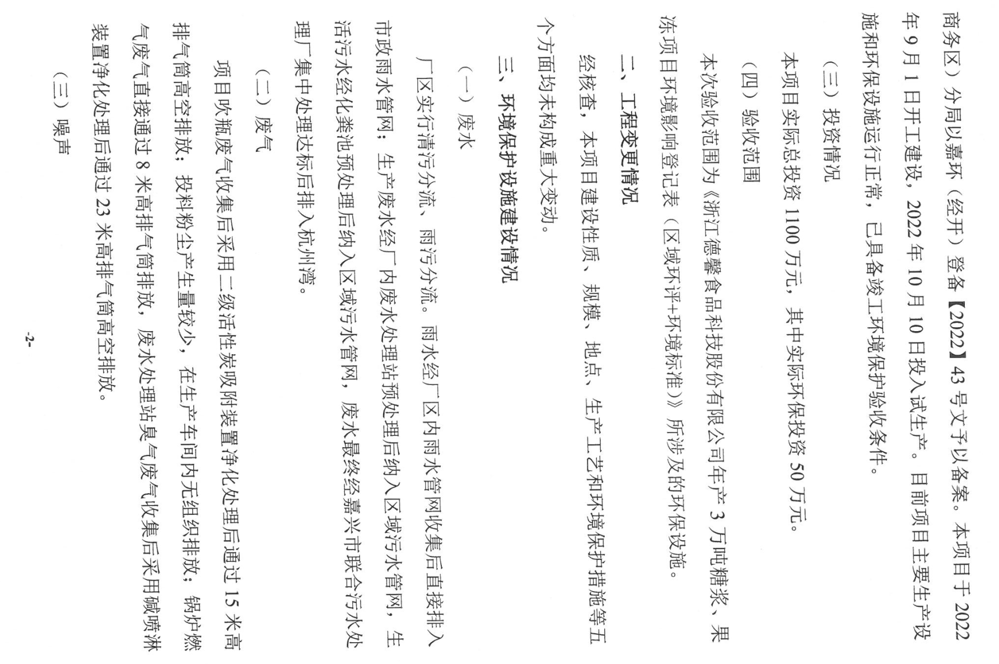 商务区）分局以嘉环（经开）登备【2022】43 号文予以备案。本项目于 2022
年 9 月 1 日开工建设，2022 年 10 月 10 日投入试生产。目前项目主要生产设
施和环保设施运行正常，已具备竣工环境保护验收条件。
（三）投资情况
本项目实际总投资 1100 万元，其中实际环保投资 50 万元。
（四）验收范围
本次验收范围为《浙江德馨食品科技股份有限公司年产 3 万吨糖浆、果
冻项目环境影响登记表（区域环评+环境标准）》所涉及的环保设施。
二、工程变更情况
经核查，本项目建设性质、规模、地点、生产工艺和环境保护措施等五
个方面均未构成重大变动。
三、环境保护设施建设情况
（一）废水
厂区实行清污分流、雨污分流。雨水经厂区内雨水管网收集后直接排入
市政雨水管网；生产废水经厂内废水处理站预处理后纳入区域污水管网，生
活污水经化粪池预处理后纳入区域污水管网，废水最终经嘉兴市联合污水处
理厂集中处理达标后排入杭州湾。
（二）废气
项目吹瓶废气收集后采用二级活性炭吸附装置净化处理后通过 15 米高
排气筒高空排放；投料粉尘产生量较少，在生产车间内无组织排放；锅炉燃
气废气直接通过 8 米高排气筒排放，废水处理站臭气废气收集后采用碱喷淋
装置净化处理后通过 23 米高排气筒高空排放。
（三）噪声
-2-